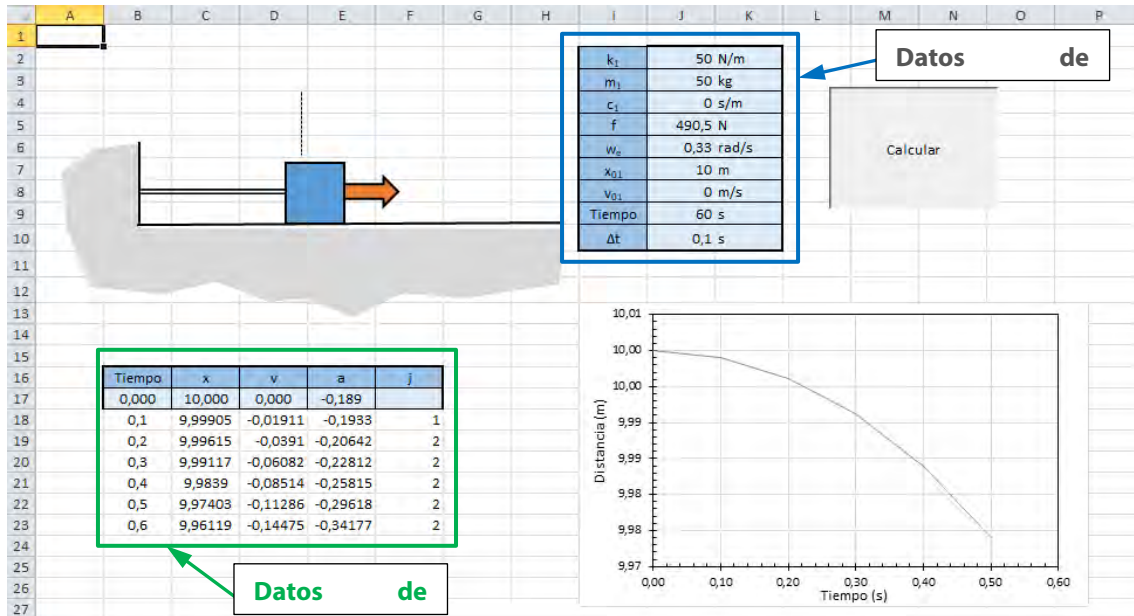 A B C D E F G H I J K L M N O P
1
2 k₁ 50 N/m
Datos de
3 m₁ 50 kg
4 c₁ 0 s/m
5 f 490,5 N
6 wₑ 0,33 rad/s
Calcular
7 x₀₁ 10 m
8 v₀₁ 0 m/s
9 Tiempo 60 s
10 Δt 0,1 s
11
12
13
14
15
16 Tiempo x v a j
17 0,000 10,000 0,000 -0,189
18 0,1 9,99905 -0,01911 -0,1933 1
19 0,2 9,99615 -0,0391 -0,20642 2
20 0,3 9,99117 -0,06082 -0,22812 2
21 0,4 9,9839 -0,08514 -0,25815 2
22 0,5 9,97403 -0,11286 -0,29618 2
23 0,6 9,96119 -0,14475 -0,34177 2
24
25
26
27
Datos de
10,01
10,00
10,00
9,99
9,99
9,98
9,98
9,97
Distancia (m)
0,00 0,10 0,20 0,30 0,40 0,50 0,60
Tiempo (s)